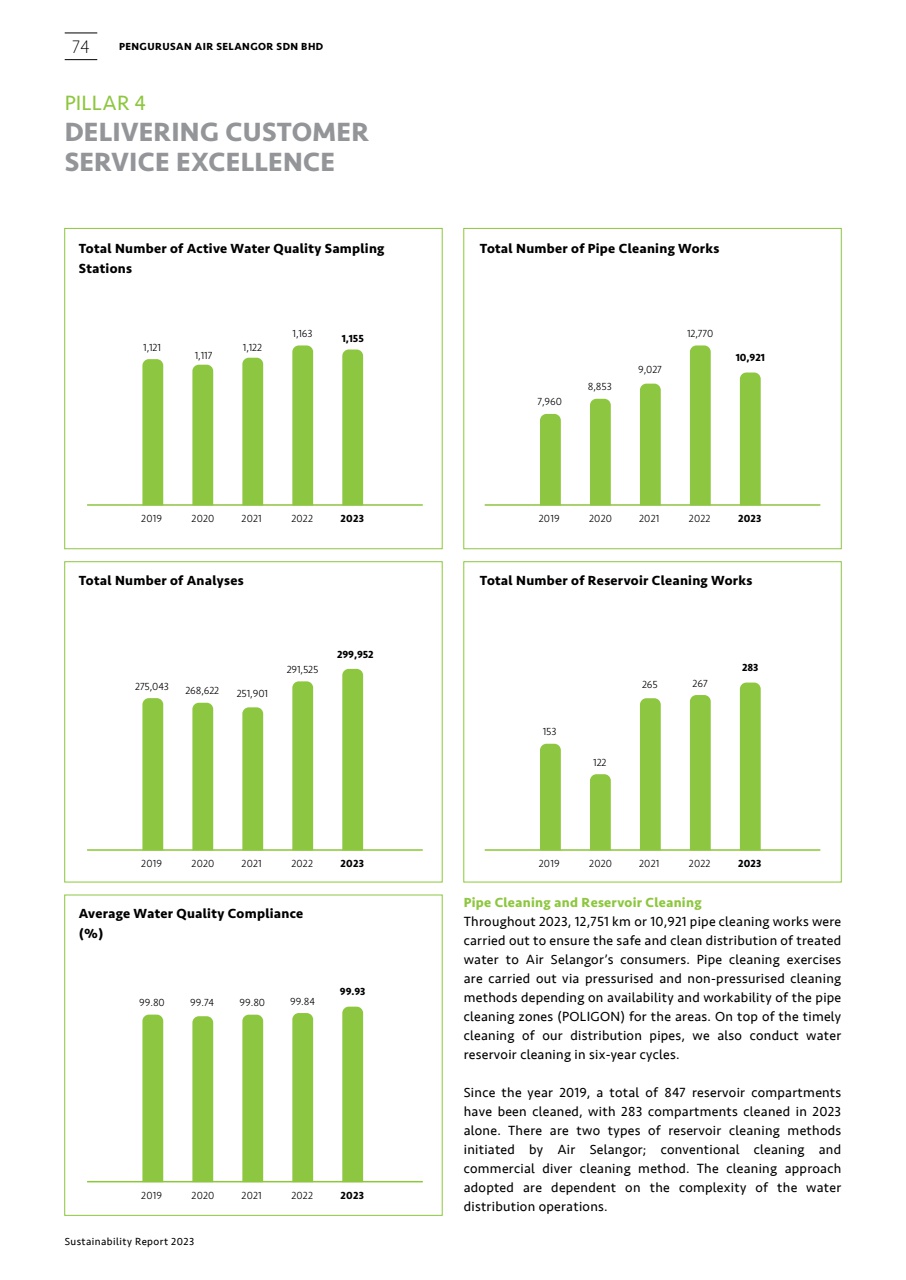 74
PENGURUSAN AIR SELANGOR SDN BHD
PILLAR 4
DELIVERING CUSTOMER
SERVICE EXCELLENCE
Total Number of Active Water Quality Sampling
Stations
1,121
1,117
1,122
1,163
1,155
2019
2020
2021
2022
2023
Total Number of Pipe Cleaning Works
7,960
8,853
9,027
12,770
10,921
2019
2020
2021
2022
2023
Total Number of Analyses
275,043
268,622
251,901
291,525
299,952
2019
2020
2021
2022
2023
Total Number of Reservoir Cleaning Works
153
122
265
267
283
2019
2020
2021
2022
2023
Average Water Quality Compliance
(%)
99.80
99.74
99.80
99.84
99.93
2019
2020
2021
2022
2023
Pipe Cleaning and Reservoir Cleaning
Throughout 2023, 12,751 km or 10,921 pipe cleaning works were
carried out to ensure the safe and clean distribution of treated
water to Air Selangor's consumers. Pipe cleaning exercises
are carried out via pressurised and non-pressurised cleaning
methods depending on availability and workability of the pipe
cleaning zones (POLIGON) for the areas. On top of the timely
cleaning of our distribution pipes, we also conduct water
reservoir cleaning in six-year cycles.
Since the year 2019, a total of 847 reservoir compartments
have been cleaned, with 283 compartments cleaned in 2023
alone. There are two types of reservoir cleaning methods
initiated by Air Selangor; conventional cleaning and
commercial diver cleaning method. The cleaning approach
adopted are dependent on the complexity of the water
distribution operations.
Sustainability Report 2023